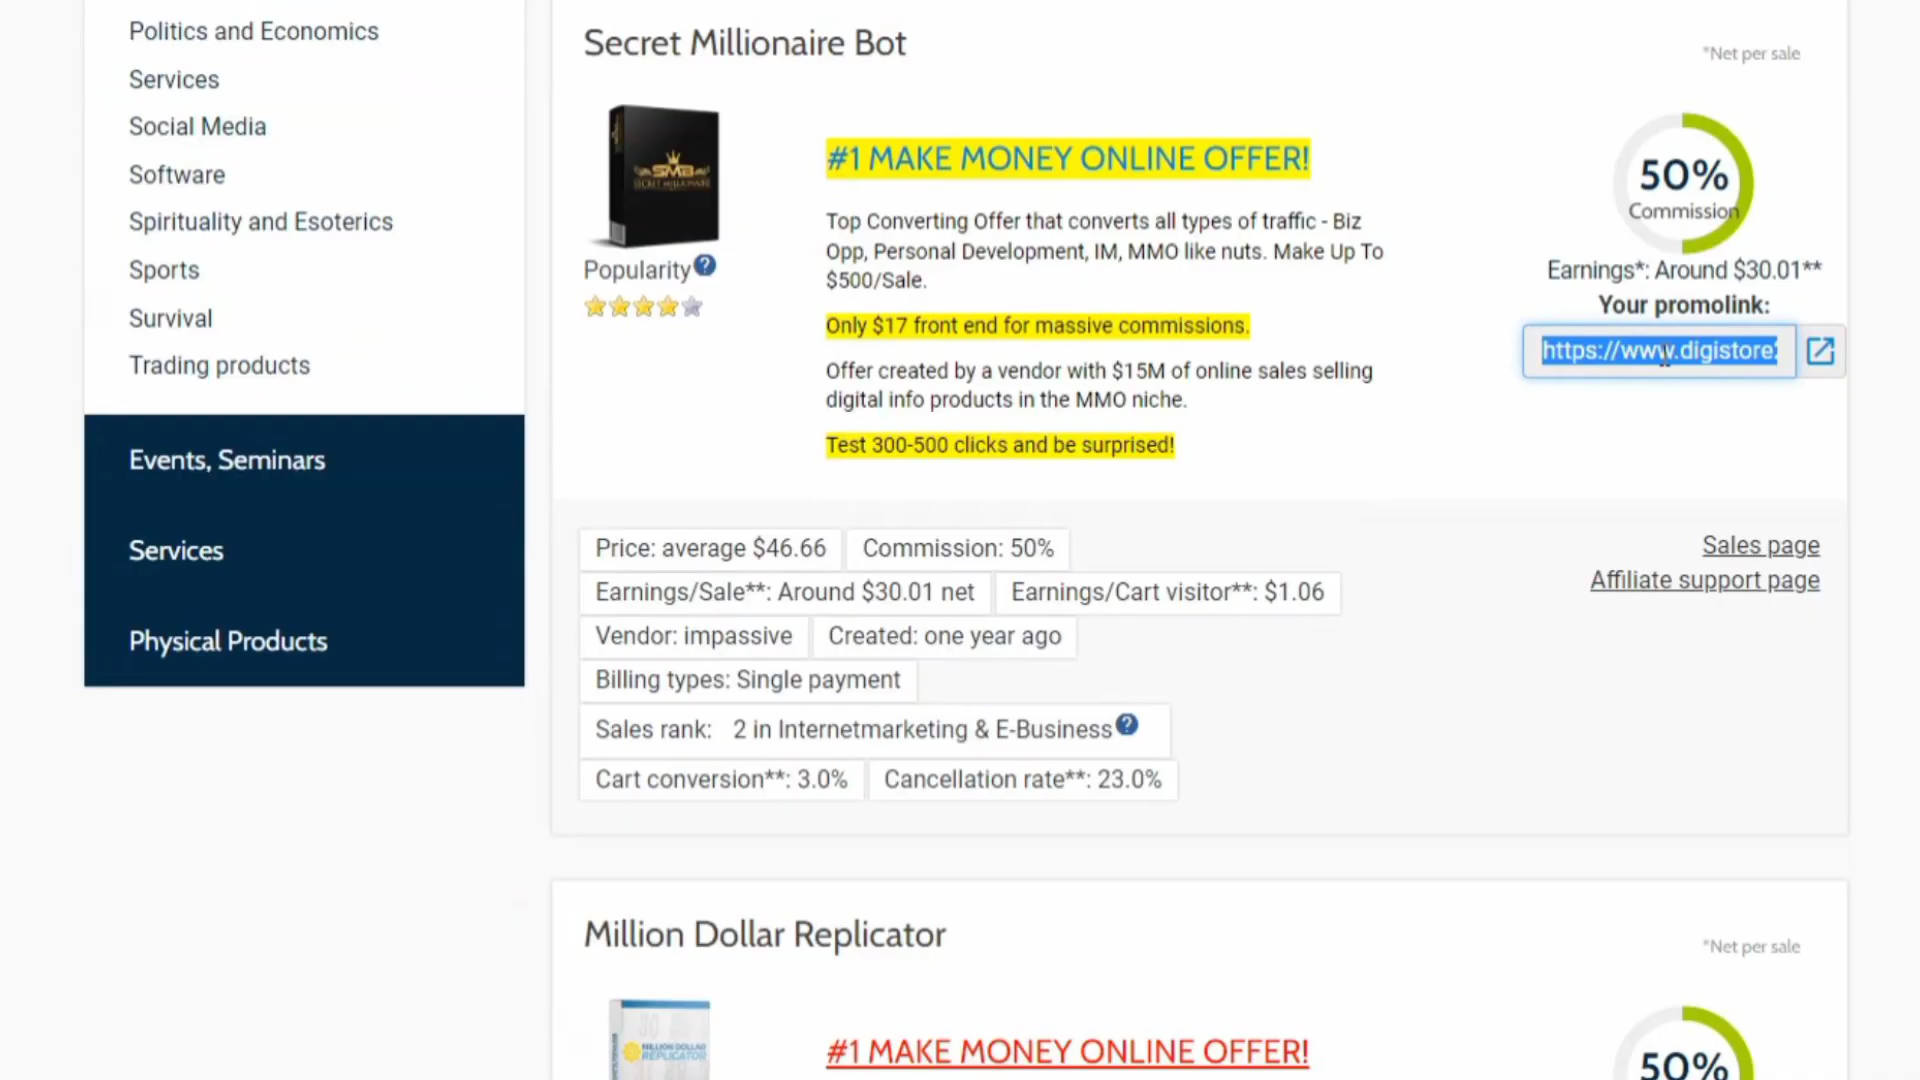 Politics and Economics
Services
Social Media
Software
Spirituality and Esoterics
Sports
Survival
Trading products
Events, Seminars
Services
Physical Products
Secret Millionaire Bot
*Net per sale
SMB
SECRET MILLIONAIRE
Popularity ?
#1 MAKE MONEY ONLINE OFFER!
Top Converting Offer that converts all types of traffic - Biz
Opp, Personal Development, IM, MMO like nuts. Make Up To
$500/Sale.
Only $17 front end for massive commissions.
Offer created by a vendor with $15M of online sales selling
digital info products in the MMO niche.
Test 300-500 clicks and be surprised!
50%
Commission
Earnings*: Around $30.01**
Your promolink:
https://www.digistore
Price: average $46.66 Commission: 50%
Earnings/Sale**: Around $30.01 net Earnings/Cart visitor**: $1.06
Vendor: impassive Created: one year ago
Billing types: Single payment
Sales rank: 2 in Internetmarketing & E-Business ?
Cart conversion**: 3.0% Cancellation rate**: 23.0%
Sales page
Affiliate support page
Million Dollar Replicator
*Net per sale
MILLION DOLLAR
REPLICATOR
#1 MAKE MONEY ONLINE OFFER!
50%